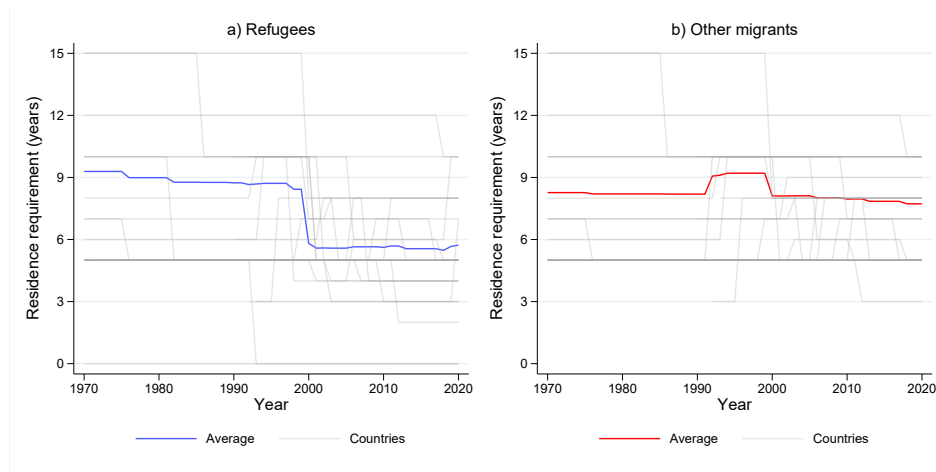 a) Refugees
Residence requirement (years)
15
12
9
6
3
0
1970 1980 1990 2000 2010 2020
Year
Average Countries
b) Other migrants
Residence requirement (years)
15
12
9
6
3
0
1970 1980 1990 2000 2010 2020
Year
Average Countries